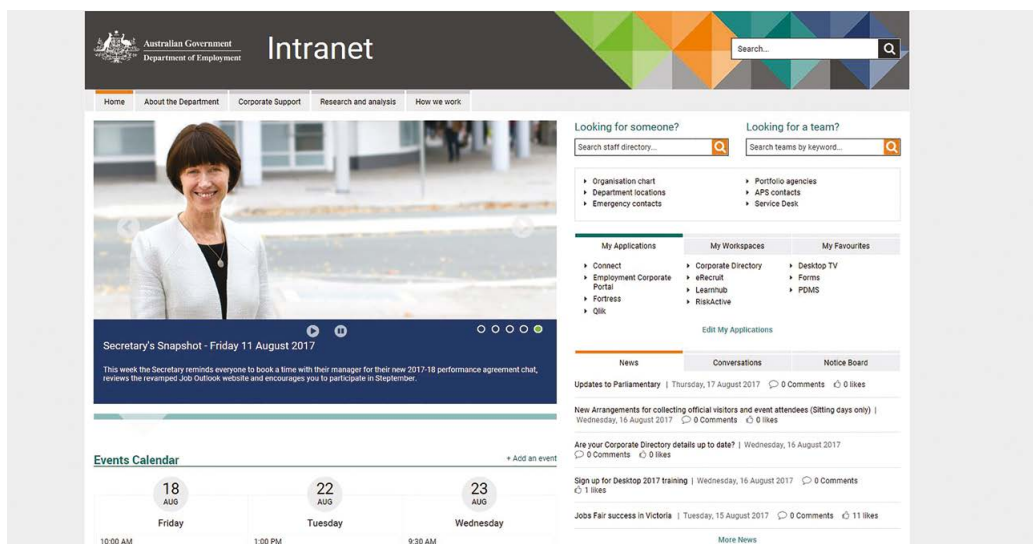 Australian Government
Department of Employment
Intranet
Search...
Home
About the Department
Corporate Support
Research and analysis
How we work
Looking for someone?
Search staff directory...
Looking for a team?
Search teams by keyword...
Organisation chart
Department locations
Emergency contacts
Portfolio agencies
APS contacts
Service Desk
My Applications
My Workspaces
My Favourites
Connect
Employment Corporate
Portal
Fortress
Qlik
Corporate Directory
eRecruit
Learnhub
RiskActive
Desktop TV
Forms
PDMS
Edit My Applications
Secretary's Snapshot - Friday 11 August 2017
This week the Secretary reminds everyone to book a time with their manager for their new 2017-18 performance agreement chat,
reviews the revamped Job Outlook website and encourages you to participate in Steptember.
News
Conversations
Notice Board
Updates to Parliamentary | Thursday, 17 August 2017 0 Comments 0 likes
New Arrangements for collecting official visitors and event attendees (Sitting days only) |
Wednesday, 16 August 2017 0 Comments 0 likes
Are your Corporate Directory details up to date? | Wednesday, 16 August 2017
0 Comments 0 likes
Sign up for Desktop 2017 training | Wednesday, 16 August 2017 0 Comments
1 likes
Jobs Fair success in Victoria | Tuesday, 15 August 2017 0 Comments 11 likes
More News
Events Calendar
+ Add an event
18
AUG
Friday
10:00 AM
22
AUG
Tuesday
1:00 PM
23
AUG
Wednesday
9:30 AM